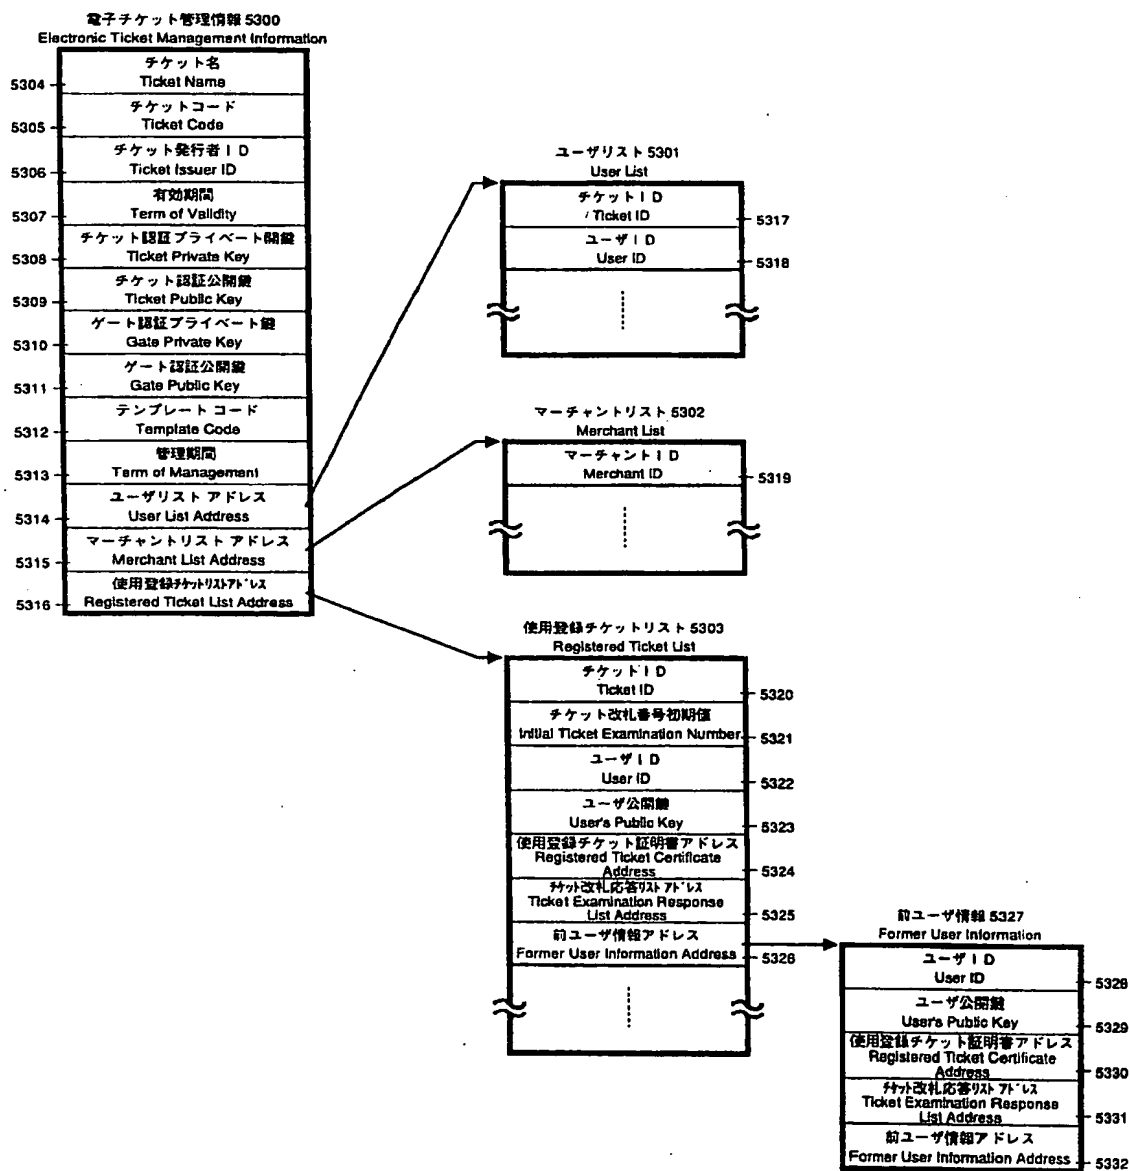 電子チケット管理情報 5300
Electronic Ticket Management Information
チケット名
Ticket Name
5304
チケットコード
Ticket Code
5305
チケット発行者ID
Ticket Issuer ID
5306
有効期間
Term of Validity
5307
チケット認証プライベート開鍵
Ticket Private Key
5308
チケット認証公開鍵
Ticket Public Key
5309
ゲート認証プライベート鍵
Gate Private Key
5310
ゲート認証公開鍵
Gate Public Key
5311
テンプレートコード
Template Code
5312
管理期間
Term of Management
5313
ユーザリスト アドレス
User List Address
5314
マーチャントリスト アドレス
Merchant List Address
5315
使用登録チケットリストアドレス
Registered Ticket List Address
5316
ユーザリスト 5301
User List
チケットID
Ticket ID
5317
ユーザID
User ID
5318
マーチャントリスト 5302
Merchant List
マーチャントID
Merchant ID
5319
使用登録チケットリスト 5303
Registered Ticket List
チケットID
Ticket ID
5320
チケット改札番号初期値
Initial Ticket Examination Number
5321
ユーザID
User ID
5322
ユーザ公開鍵
User's Public Key
5323
使用登録チケット証明書アドレス
Registered Ticket Certificate
Address
5324
チケット改札応答リスト アドレス
Ticket Examination Response
List Address
5325
前ユーザ情報アドレス
Former User Information Address
5326
前ユーザ情報 5327
Former User Information
ユーザID
User ID
5328
ユーザ公開鍵
User's Public Key
5329
使用登録チケット証明書アドレス
Registered Ticket Certificate
Address
5330
チケット改札応答リスト アドレス
Ticket Examination Response
List Address
5331
前ユーザ情報アドレス
Former User Information Address
5332